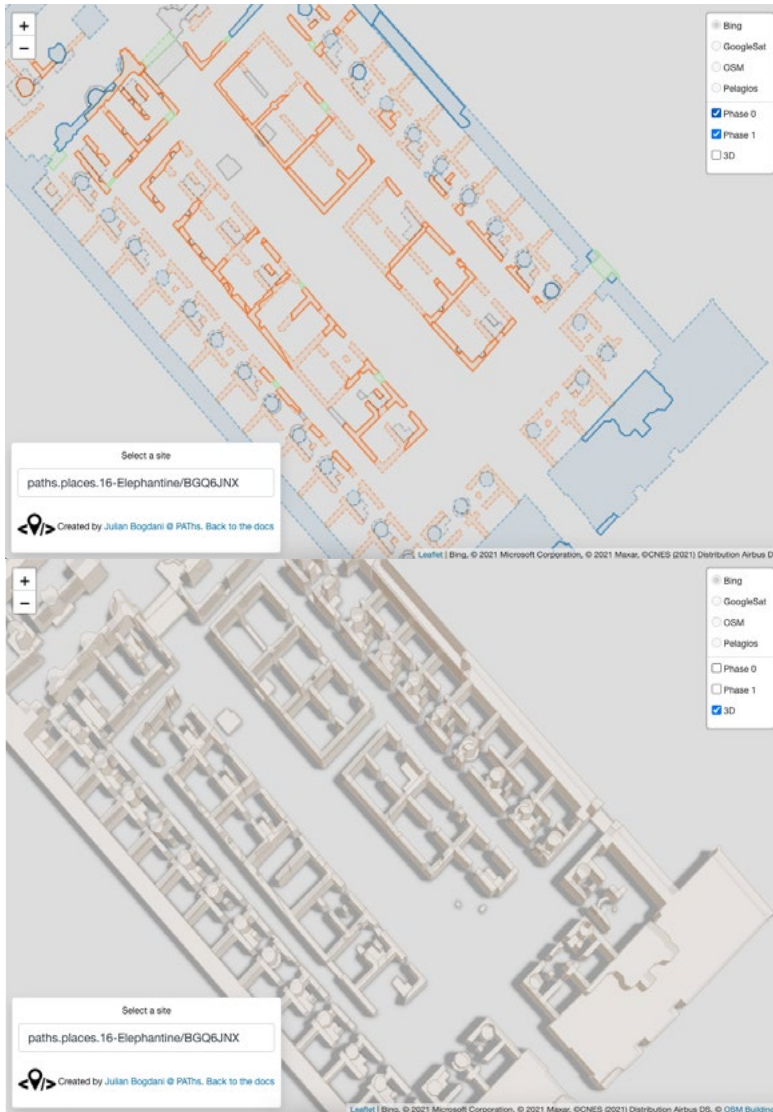 +
−
Bing
GoogleSat
OSM
Pelagios
Phase 0
Phase 1
3D
Select a site
paths.places.16-Elephantine/BGQ6JNX
Created by Julian Bogdani @ PAThs. Back to the docs
Leaflet | Bing, © 2021 Microsoft Corporation, © 2021 Maxar, ©CNES (2021) Distribution Airbus D
+
−
Bing
GoogleSat
OSM
Pelagios
Phase 0
Phase 1
3D
Select a site
paths.places.16-Elephantine/BGQ6JNX
Created by Julian Bogdani @ PAThs. Back to the docs
Leaflet | Bing, © 2021 Microsoft Corporation, © 2021 Maxar, ©CNES (2021) Distribution Airbus DS, © OSM Building